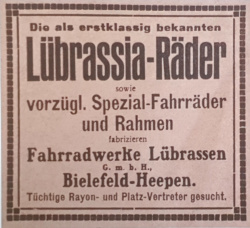 Die als erstklassig bekannten
Lübrassia-Räder
sowie
vorzügl. Spezial-Fahrräder
und Rahmen
fabrizieren
Fahrradwerke Lübrassen
G. m. b. H.,
Bielefeld-Heepen.
Tüchtige Rayon- und Platz-Vertreter gesucht.